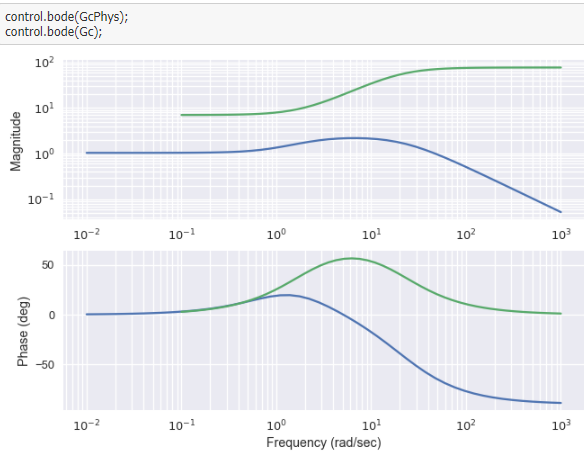 control.bode(GcPhys);
control.bode(Gc);
10²
10¹
10⁰
10⁻¹
Magnitude
10⁻² 10⁻¹ 10⁰ 10¹ 10² 10³
50
0
−50
Phase (deg)
10⁻² 10⁻¹ 10⁰ 10¹ 10² 10³
Frequency (rad/sec)